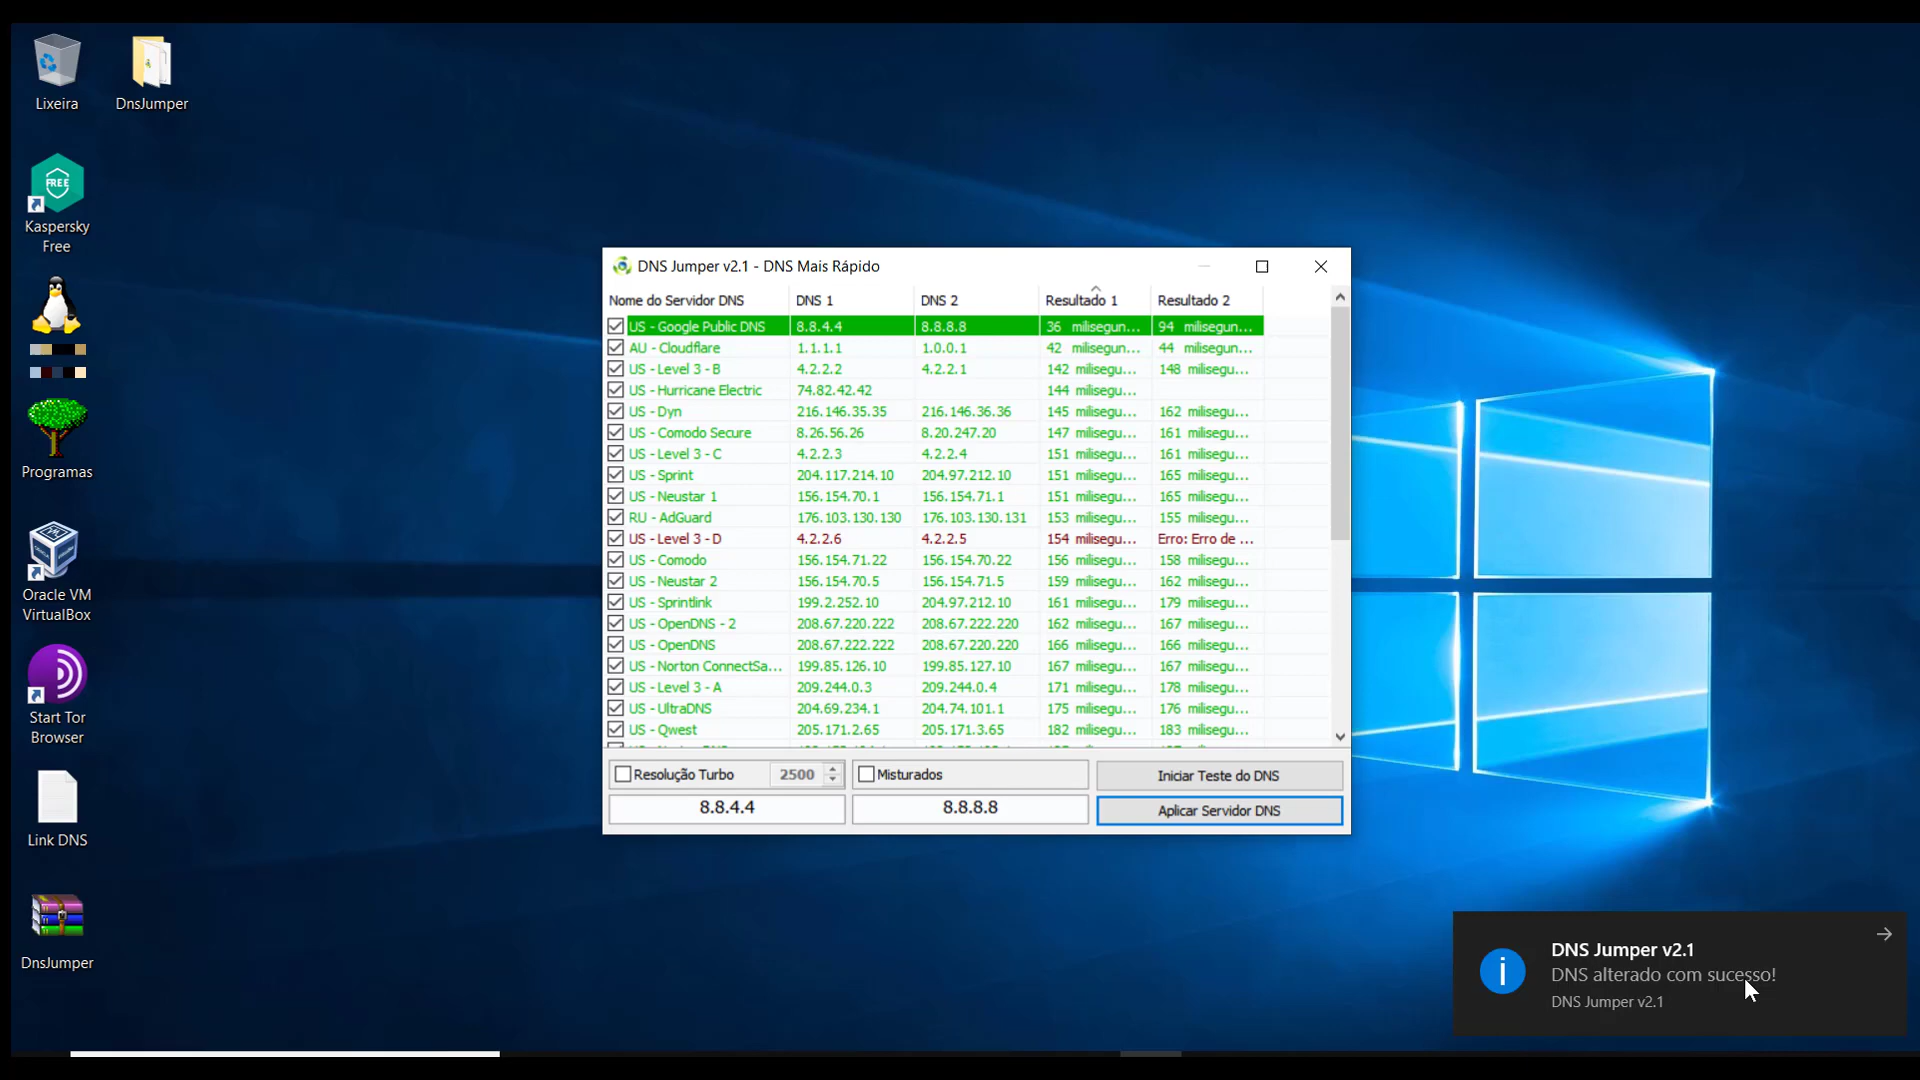 Lixeira
DnsJumper
FREE
Kaspersky
Free
Programas
Oracle VM
VirtualBox
Start Tor
Browser
Link DNS
DnsJumper
DNS Jumper v2.1 - DNS Mais Rápido
Nome do Servidor DNS DNS 1 DNS 2 Resultado 1 Resultado 2
US - Google Public DNS 8.8.4.4 8.8.8.8 36 milisegun... 94 milisegun...
AU - Cloudflare 1.1.1.1 1.0.0.1 42 milisegun... 44 milisegun...
US - Level 3 - B 4.2.2.2 4.2.2.1 142 milisegu... 148 milisegu...
US - Hurricane Electric 74.82.42.42 144 milisegu...
US - Dyn 216.146.35.35 216.146.36.36 145 milisegu... 162 milisegu...
US - Comodo Secure 8.26.56.26 8.20.247.20 147 milisegu... 161 milisegu...
US - Level 3 - C 4.2.2.3 4.2.2.4 151 milisegu... 161 milisegu...
US - Sprint 204.117.214.10 204.97.212.10 151 milisegu... 165 milisegu...
US - Neustar 1 156.154.70.1 156.154.71.1 151 milisegu... 165 milisegu...
RU - AdGuard 176.103.130.130 176.103.130.131 153 milisegu... 155 milisegu...
US - Level 3 - D 4.2.2.6 4.2.2.5 154 milisegu... Erro: Erro de ...
US - Comodo 156.154.71.22 156.154.70.22 156 milisegu... 158 milisegu...
US - Neustar 2 156.154.70.5 156.154.71.5 159 milisegu... 162 milisegu...
US - Sprintlink 199.2.252.10 204.97.212.10 161 milisegu... 179 milisegu...
US - OpenDNS - 2 208.67.220.222 208.67.222.220 162 milisegu... 167 milisegu...
US - OpenDNS 208.67.222.222 208.67.220.220 166 milisegu... 166 milisegu...
US - Norton ConnectSa... 199.85.126.10 199.85.127.10 167 milisegu... 167 milisegu...
US - Level 3 - A 209.244.0.3 209.244.0.4 171 milisegu... 178 milisegu...
US - UltraDNS 204.69.234.1 204.74.101.1 175 milisegu... 176 milisegu...
US - Qwest 205.171.2.65 205.171.3.65 182 milisegu... 183 milisegu...
Resolução Turbo 2500 Misturados Iniciar Teste do DNS
8.8.4.4 8.8.8.8 Aplicar Servidor DNS
DNS Jumper v2.1
DNS alterado com sucesso!
DNS Jumper v2.1